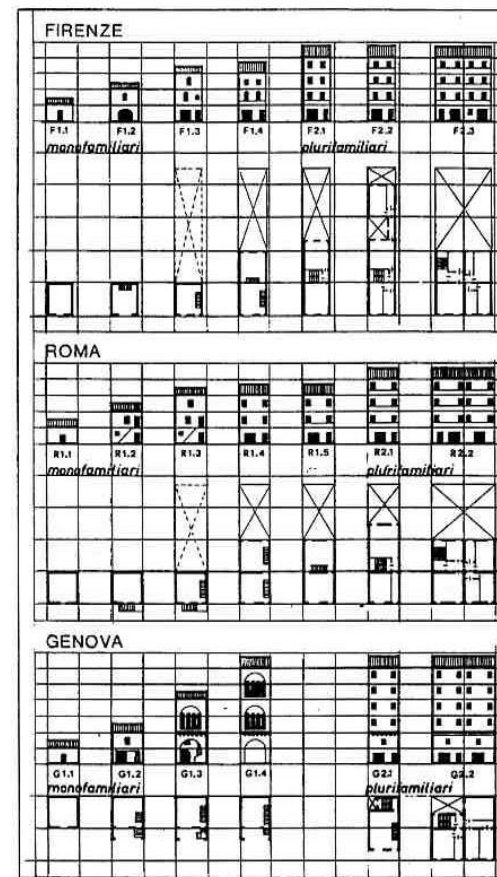 FIRENZE
F1.1 F1.2 F1.3 F1.4 F2.1 F2.2 F2.3
monofamiliari plurifamiliari
ROMA
R1.1 R1.2 R1.3 R1.4 R1.5 R2.1 R2.2
monofamiliari plurifamiliari
GENOVA
G1.1 G1.2 G1.3 G1.4 G2.1 G2.2
monofamiliari plurifamiliari